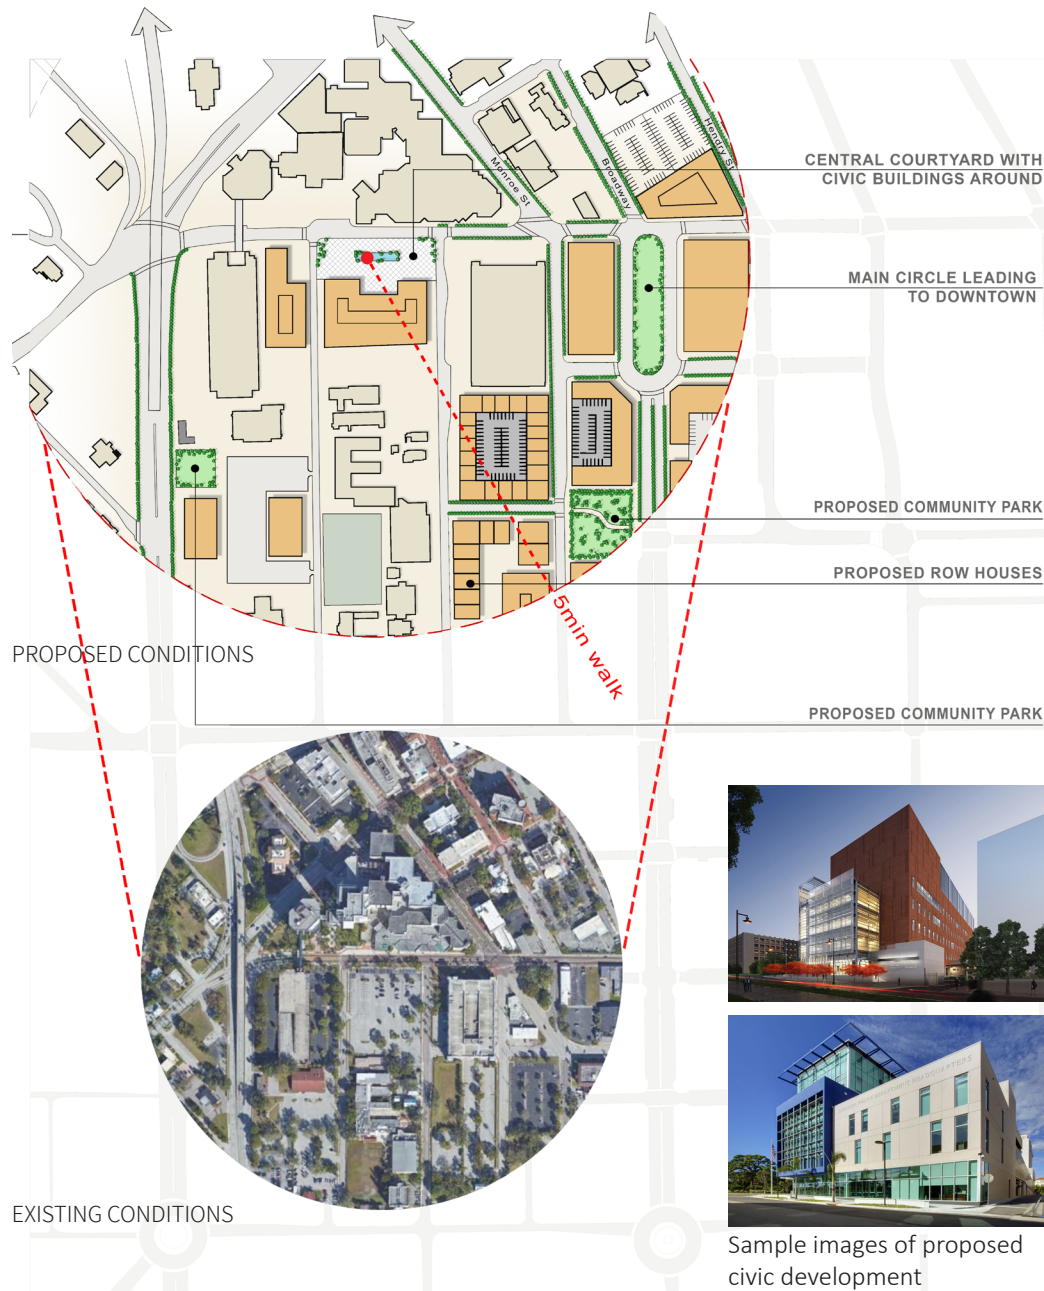 Monroe St
Broadway
Hendry St
CENTRAL COURTYARD WITH
CIVIC BUILDINGS AROUND
MAIN CIRCLE LEADING
TO DOWNTOWN
PROPOSED COMMUNITY PARK
PROPOSED ROW HOUSES
5min walk
PROPOSED CONDITIONS
PROPOSED COMMUNITY PARK
EXISTING CONDITIONS
Sample images of proposed
civic development